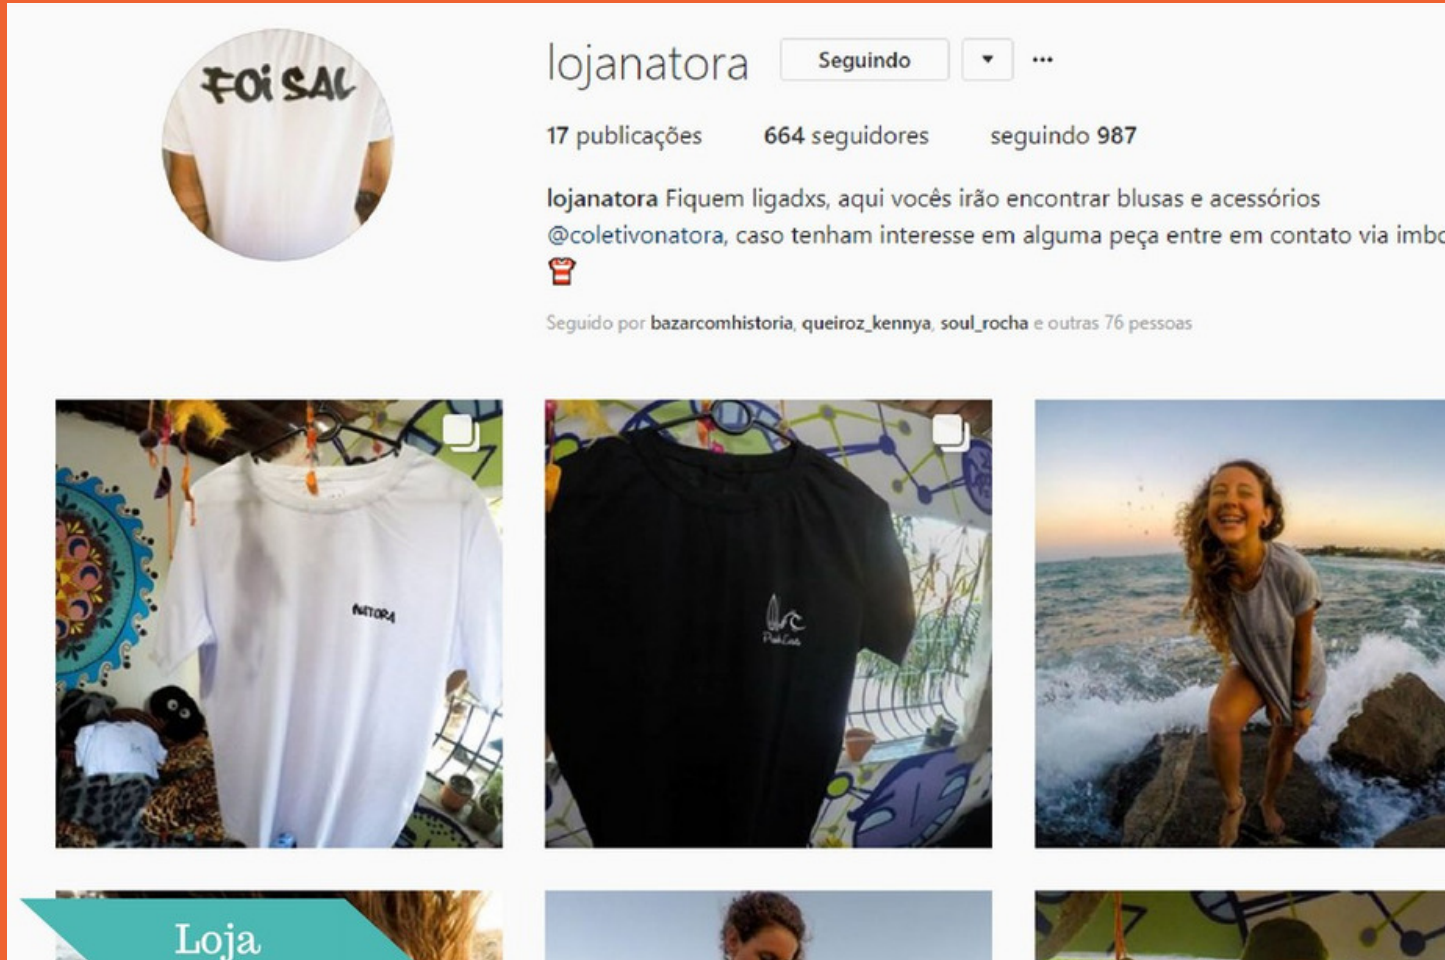 FOi SAL
lojanatora Seguindo
17 publicações 664 seguidores seguindo 987
lojanatora Fiquem ligadxs, aqui vocês irão encontrar blusas e acessórios
@coletivonatora, caso tenham interesse em alguma peça entre em contato via imbo
Seguido por bazarcomhistoria, queiroz_kennya, soul_rocha e outras 76 pessoas
NATORA
Loja